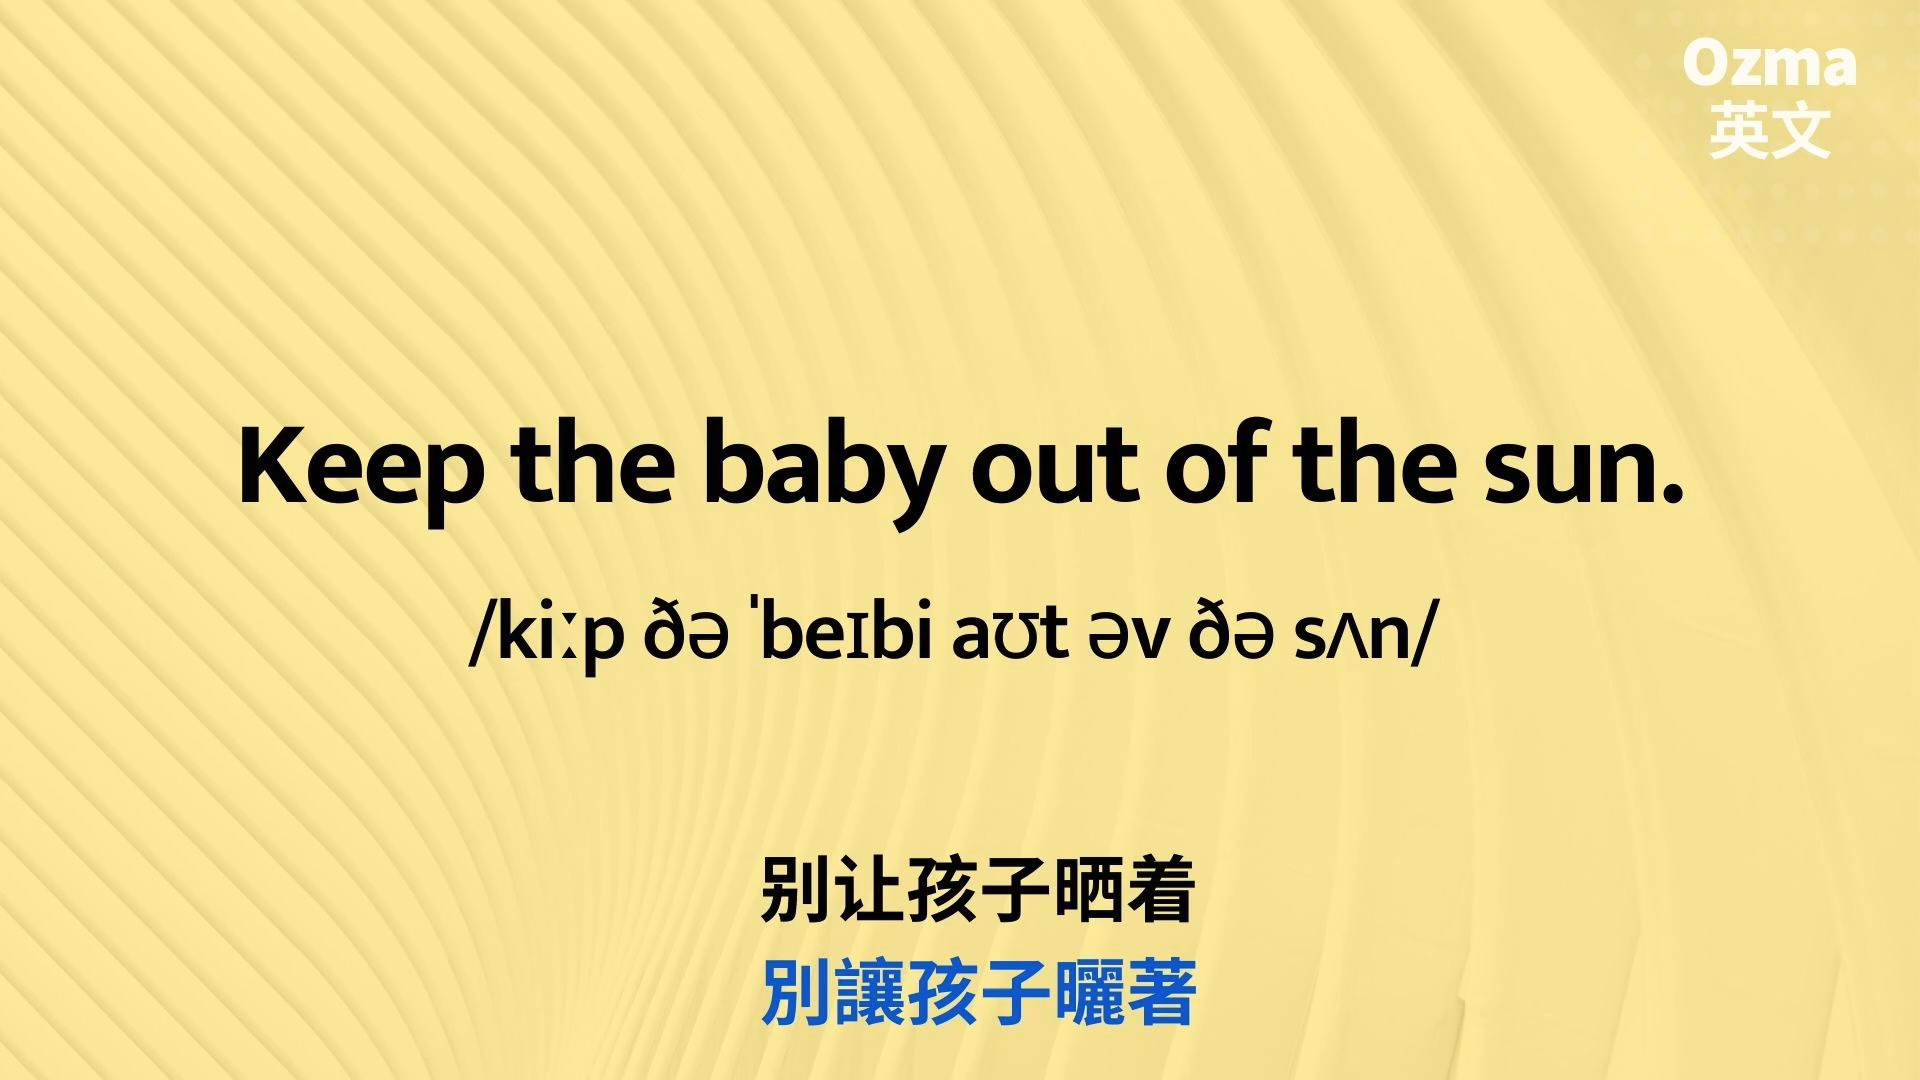 Ozma
英文
Keep the baby out of the sun.
/kiːp ðə ˈbeɪbi aʊt əv ðə sʌn/
别让孩子晒着
別讓孩子曬著